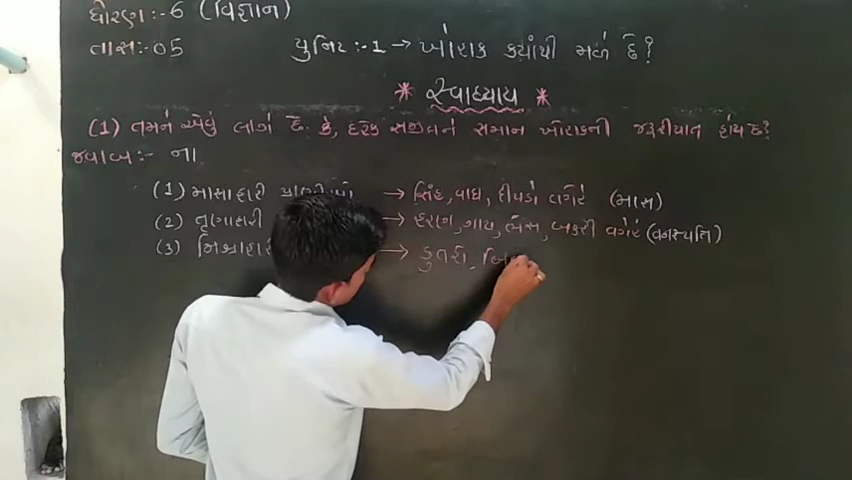 ધોરણ:-6 (વિજ્ઞાન)
તાસ:-05
યુનિટ:-1 → ખોરાક ક્યાંથી મળે છે?
* સ્વાધ્યાય *
(1) તમને એવું લાગે છે કે, દરેક સજીવને સમાન ખોરાકની જરૂરીયાત હોય છે?
જવાબ:- ના
(1) માસાહારી પ્રાણીઓ → સિંહ, વાઘ, દીપડો વગેરે (માસ)
(2) તૃણાહારી → હરણ, ગાય, ભેંસ, બકરી વગેરે (વનસ્પતિ)
(3) → કુતરો,